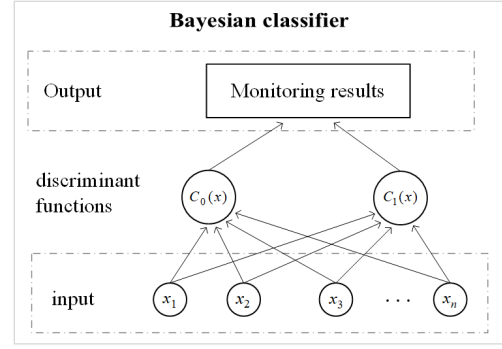 Bayesian classifier
Output
Monitoring results
discriminant
functions
C₀(x)
C₁(x)
input
x₁ x₂ x₃ · · · xₙ